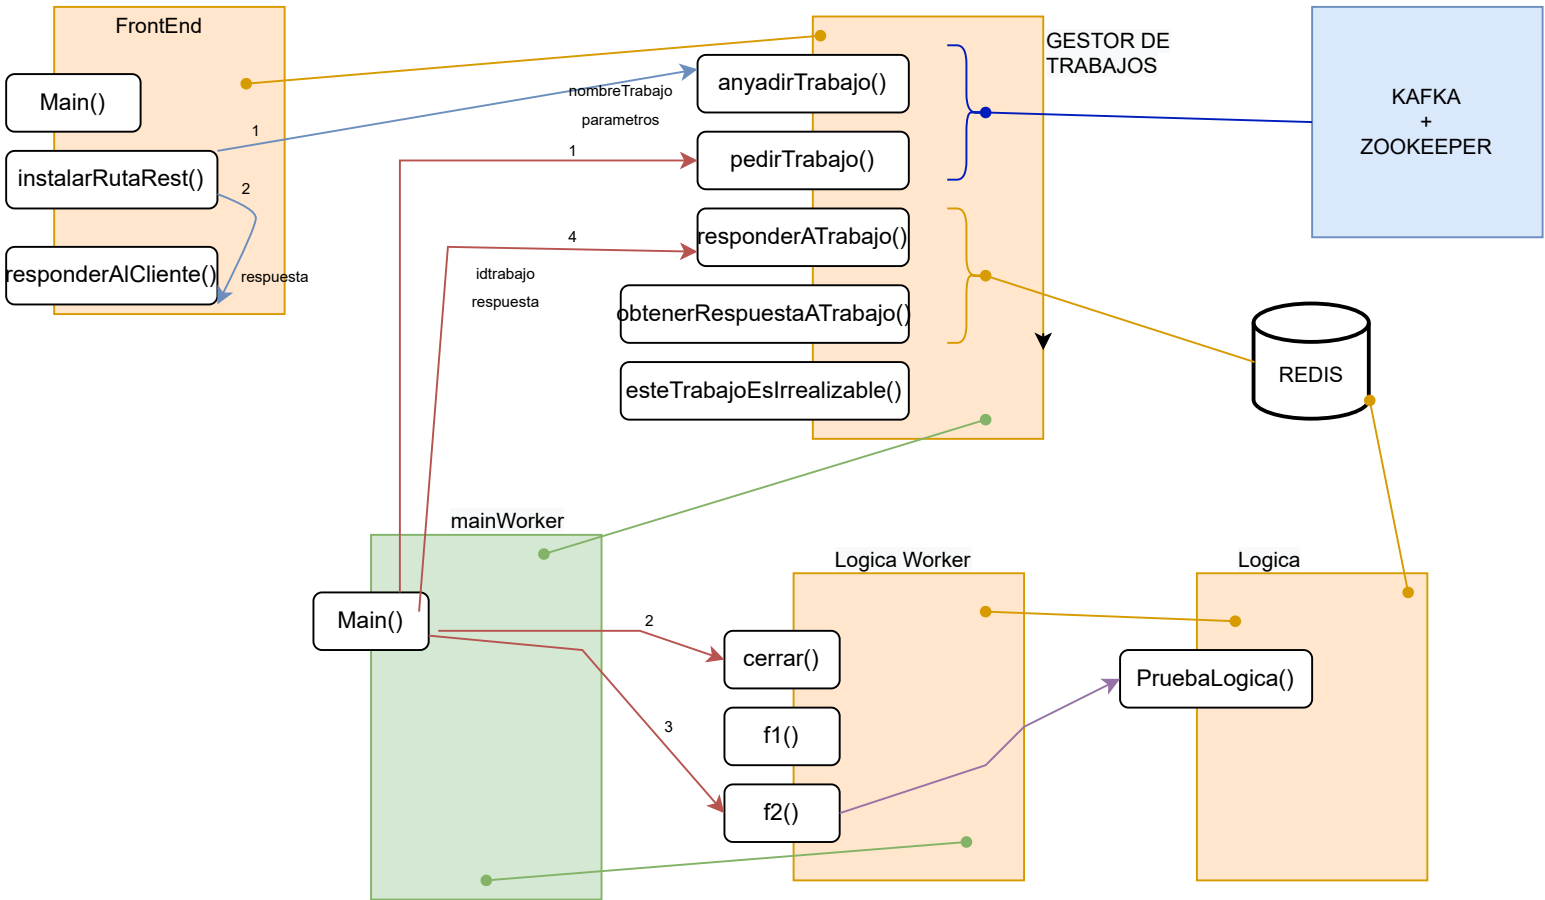 FrontEnd
Main()
instalarRutaRest()
responderAlCliente()
1
2
respuesta
nombreTrabajo
parametros
1
4
idtrabajo
respuesta
GESTOR DE
TRABAJOS
anyadirTrabajo()
pedirTrabajo()
responderATrabajo()
obtenerRespuestaATrabajo()
esteTrabajoEsIrrealizable()
KAFKA
+
ZOOKEEPER
REDIS
mainWorker
Main()
2
3
Logica Worker
cerrar()
f1()
f2()
Logica
PruebaLogica()